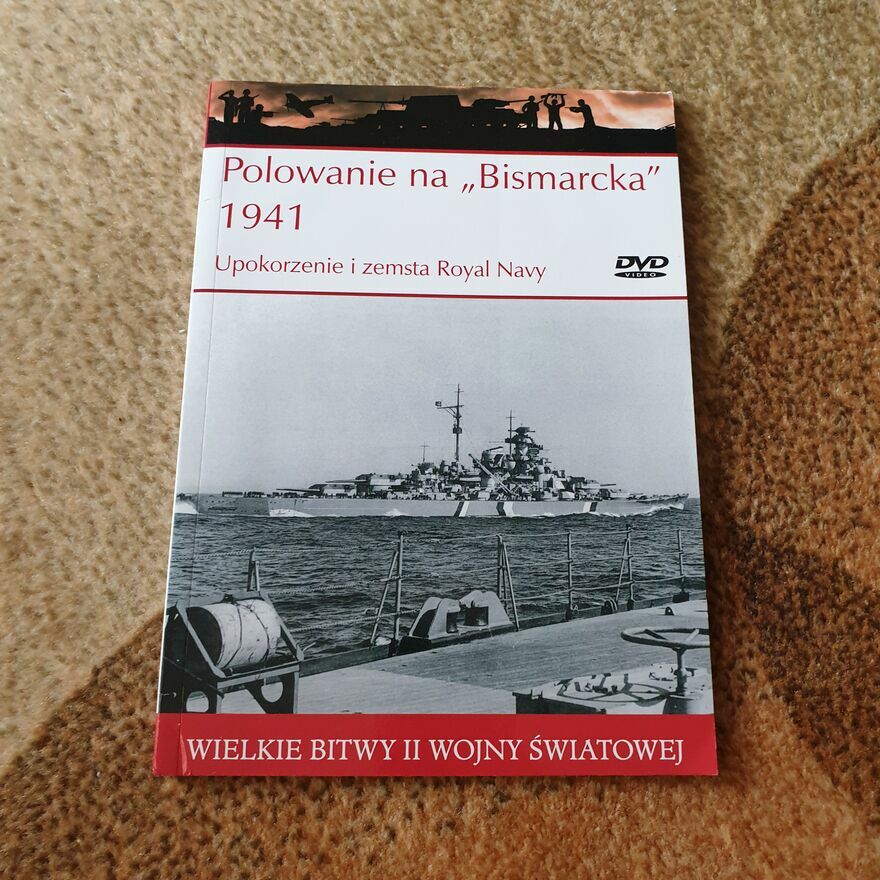 Polowanie na „Bismarcka”
1941
Upokorzenie i zemsta Royal Navy
DVD
VIDEO
WIELKIE BITWY II WOJNY ŚWIATOWEJ